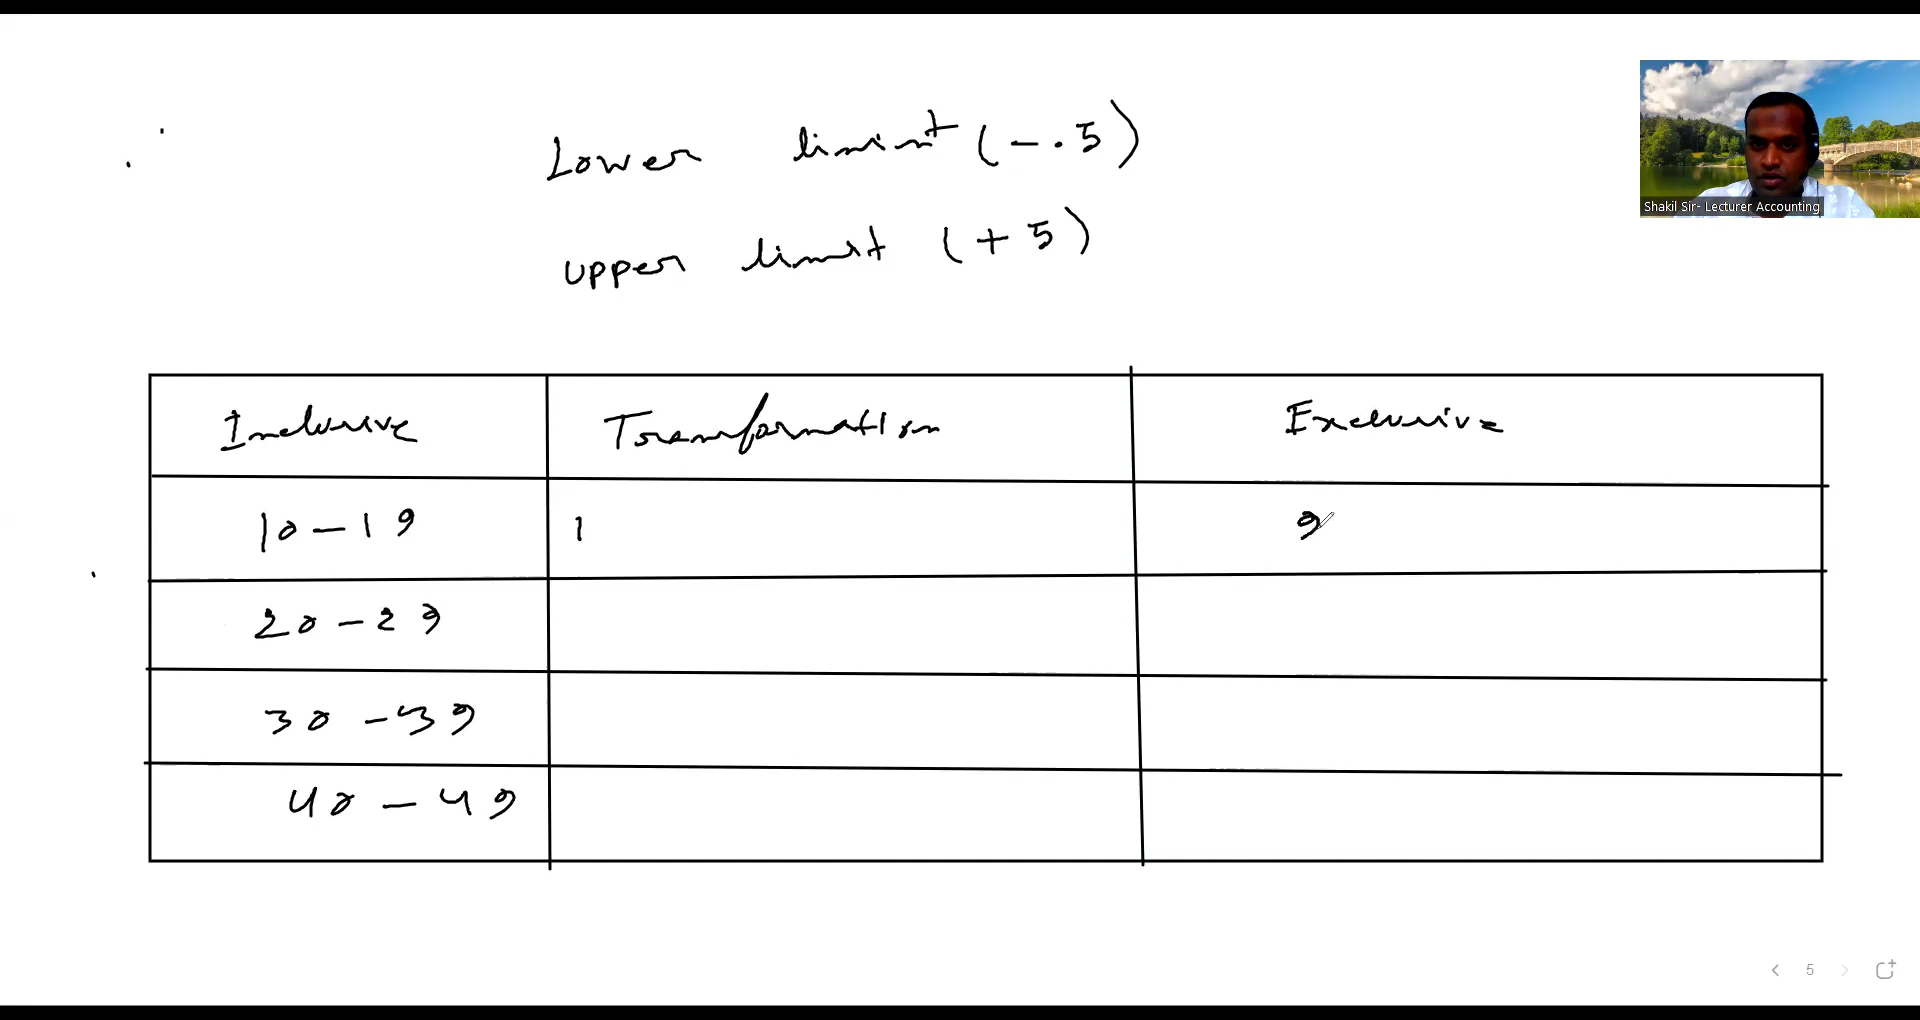 Lower limint (-.5)
Shakil Sir- Lecturer Accounting
upper limit (+ 5)
Inclusive Transformation Exclusive
10-19 1 9
20-29
30-39
40-49
5